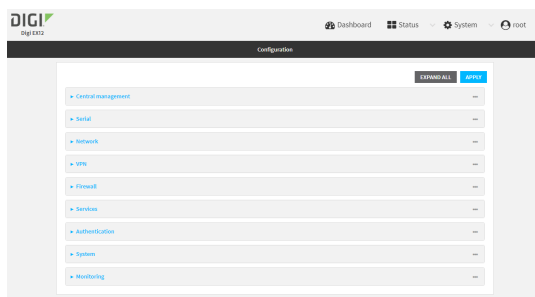 DIGI
Digi EX12
Dashboard
Status
System
root
Configuration
EXPAND ALL
APPLY
Central management
Serial
Network
VPN
Firewall
Services
Authentication
System
Monitoring